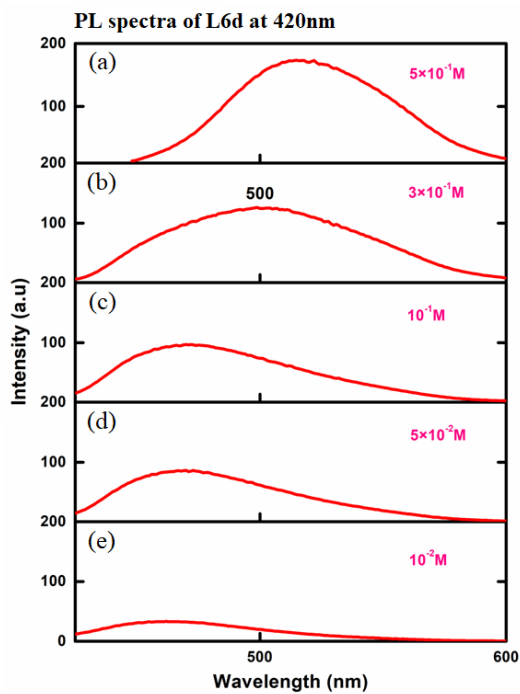 PL spectra of L6d at 420nm
200
(a)
5×10⁻¹M
100
200
(b)
500
3×10⁻¹M
100
200
(c)
10⁻¹M
100
200
(d)
5×10⁻²M
100
200
(e)
10⁻²M
100
0
500
600
Intensity (a.u)
Wavelength (nm)